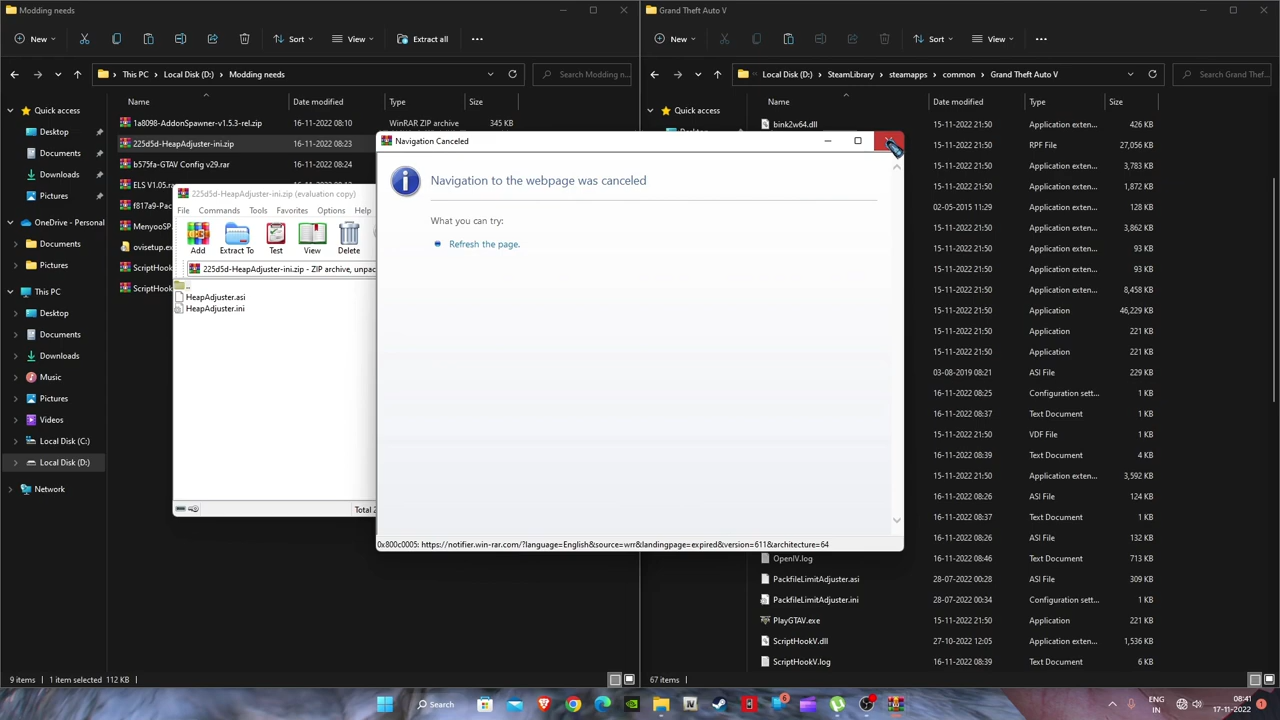 Modding needs
New
Sort
View
Extract all
This PC
Local Disk (D:)
Modding needs
Search Modding n...
Name
Date modified
Type
Size
Quick access
Desktop
Documents
Downloads
Pictures
OneDrive - Personal
Documents
Pictures
This PC
Desktop
Documents
Downloads
Music
Pictures
Videos
Local Disk (C:)
Local Disk (D:)
Network
1a8098-AddonSpawner-v1.5.3-rel.zip 16-11-2022 08:10 WinRAR ZIP archive 345 KB
225d5d-HeapAdjuster-ini.zip 16-11-2022 08:23
b575fa-GTAV Config v29.rar 16-11-2022 08:24
ELS V1.05.rar
f817a9-Pac
MenyooSP
ovisetup.ex
ScriptHook
ScriptHook
9 items
1 item selected 112 KB
225d5d-HeapAdjuster-ini.zip (evaluation copy)
File Commands Tools Favorites Options Help
Add Extract To Test View Delete
225d5d-HeapAdjuster-ini.zip - ZIP archive, unpac
..
HeapAdjuster.asi
HeapAdjuster.ini
Total 2
Navigation Canceled
Navigation to the webpage was canceled
What you can try:
Refresh the page.
0x800c0005: https://notifier.win-rar.com/?language=English&source=wrr&landingpage=expired&version=611&architecture=64
Grand Theft Auto V
New
Sort
View
Local Disk (D:)
SteamLibrary
steamapps
common
Grand Theft Auto V
Search Grand Thef...
Quick access
Name
Date modified
Type
Size
bink2w64.dll 15-11-2022 21:50 Application exten... 426 KB
15-11-2022 21:50 RPF File 27,056 KB
15-11-2022 21:50 Application exten... 3,783 KB
15-11-2022 21:50 Application exten... 1,872 KB
02-05-2015 11:29 Application exten... 128 KB
15-11-2022 21:50 Application exten... 3,862 KB
15-11-2022 21:50 Application exten... 93 KB
15-11-2022 21:50 Application exten... 93 KB
15-11-2022 21:50 Application exten... 8,458 KB
15-11-2022 21:50 Application 46,229 KB
15-11-2022 21:50 Application 221 KB
15-11-2022 21:50 Application 221 KB
03-08-2019 08:21 ASI File 229 KB
16-11-2022 08:25 Configuration sett... 1 KB
16-11-2022 08:37 Text Document 1 KB
15-11-2022 21:50 VDF File 1 KB
16-11-2022 08:39 Text Document 1 KB
15-11-2022 21:50 Application exten... 3,592 KB
16-11-2022 08:26 ASI File 124 KB
16-11-2022 08:37 Text Document 1 KB
16-11-2022 08:26 ASI File 132 KB
16-11-2022 08:39 Text Document 1 KB
OpenIV.log 16-11-2022 08:46 Text Document 713 KB
PackfileLimitAdjuster.asi 28-07-2022 00:28 ASI File 309 KB
PackfileLimitAdjuster.ini 28-07-2022 00:34 Configuration sett... 1 KB
PlayGTAV.exe 15-11-2022 21:50 Application 221 KB
ScriptHookV.dll 27-10-2022 12:05 Application exten... 1,536 KB
ScriptHookV.log 16-11-2022 08:39 Text Document 6 KB
67 items
Search
IV
6
ENG
IN
08:41
17-11-2022
1